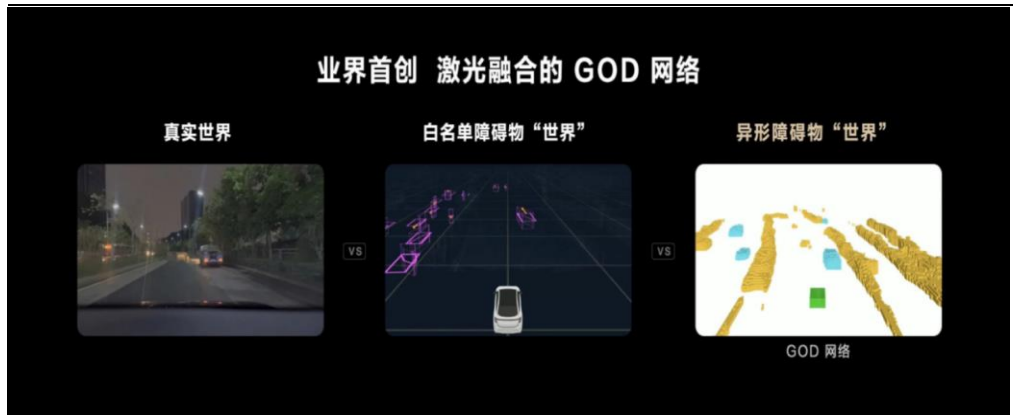 业界首创 激光融合的 GOD 网络
真实世界
白名单障碍物“世界”
异形障碍物“世界”
VS
VS
GOD 网络